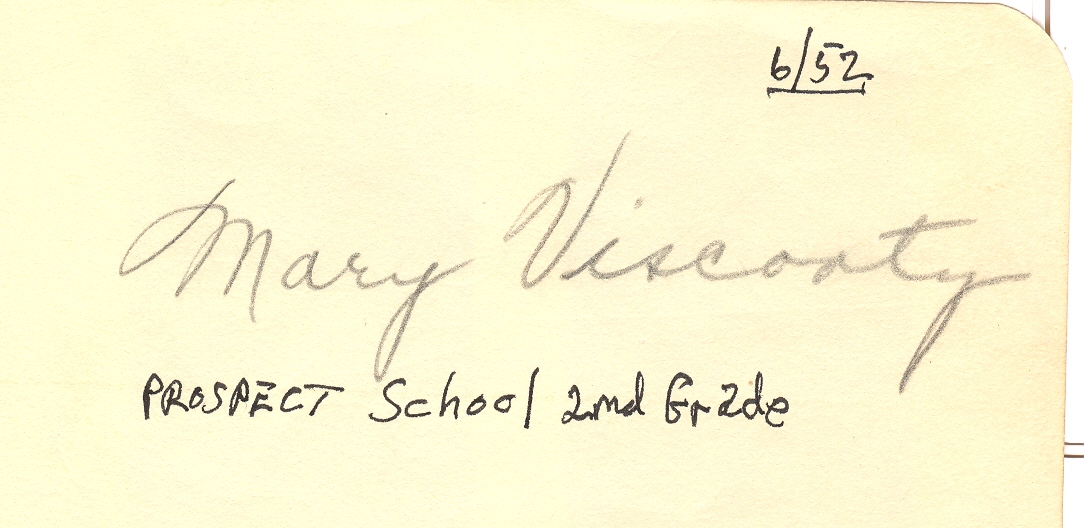 6/52
Mary Visconty
PROSPECT School 2nd Grade